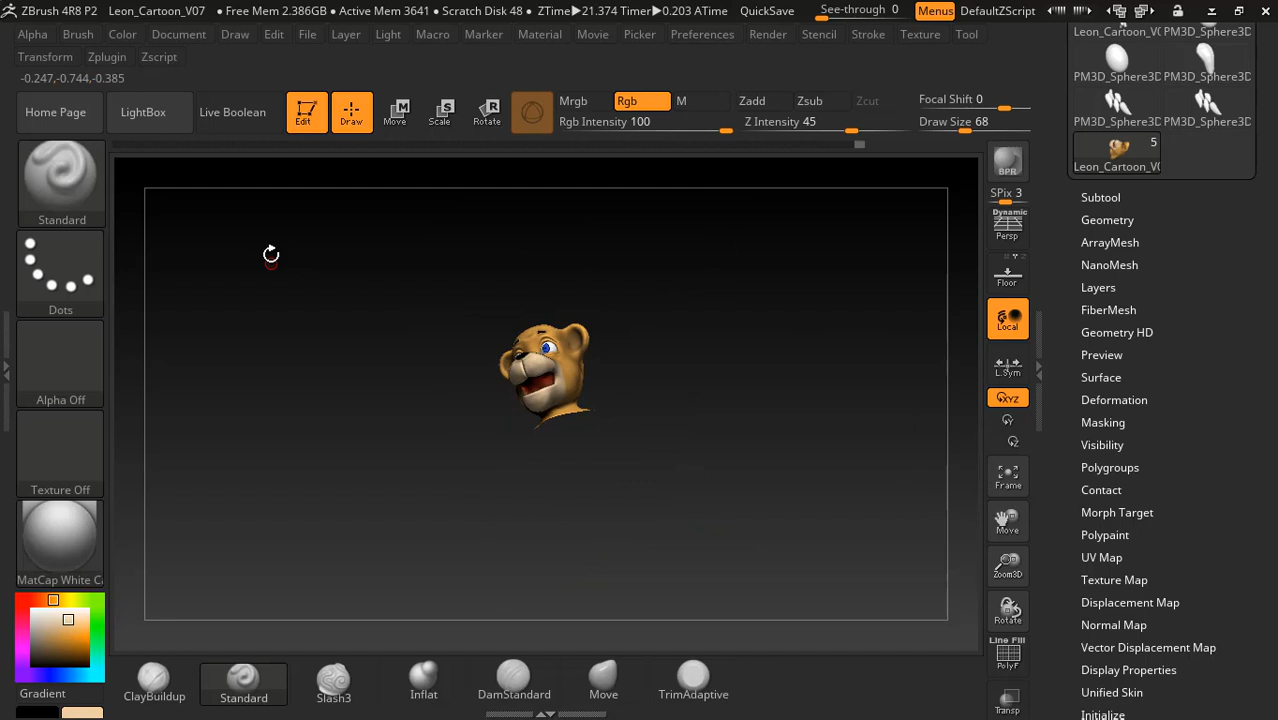 ZBrush 4R8 P2 Leon_Cartoon_V07 • Free Mem 2.386GB • Active Mem 3641 • Scratch Disk 48 • ZTime▶21.374 Timer▶0.203 ATime QuickSave See-through 0 Menus DefaultZScript
Alpha Brush Color Document Draw Edit File Layer Light Macro Marker Material Movie Picker Preferences Render Stencil Stroke Texture Tool
Transform Zplugin Zscript
-0.247,-0.744,-0.385
Home Page LightBox Live Boolean Edit Draw Move Scale Rotate
Mrgb Rgb M Zadd Zsub Zcut Focal Shift 0
Rgb Intensity 100 Z Intensity 45 Draw Size 68
Standard
Dots
Alpha Off
Texture Off
MatCap White Ca
Gradient
ClayBuildup Standard Slash3 Inflat DamStandard Move TrimAdaptive
BPR
SPix 3
Dynamic
Persp
Floor
Local
L.Sym
XYZ
Y
Z
Frame
Move
Zoom3D
Rotate
Line Fill
PolyF
Transp
Leon_Cartoon_V0 PM3D_Sphere3D
PM3D_Sphere3D PM3D_Sphere3D
PM3D_Sphere3D PM3D_Sphere3D
5
Leon_Cartoon_V0
Subtool
Geometry
ArrayMesh
NanoMesh
Layers
FiberMesh
Geometry HD
Preview
Surface
Deformation
Masking
Visibility
Polygroups
Contact
Morph Target
Polypaint
UV Map
Texture Map
Displacement Map
Normal Map
Vector Displacement Map
Display Properties
Unified Skin
Initialize